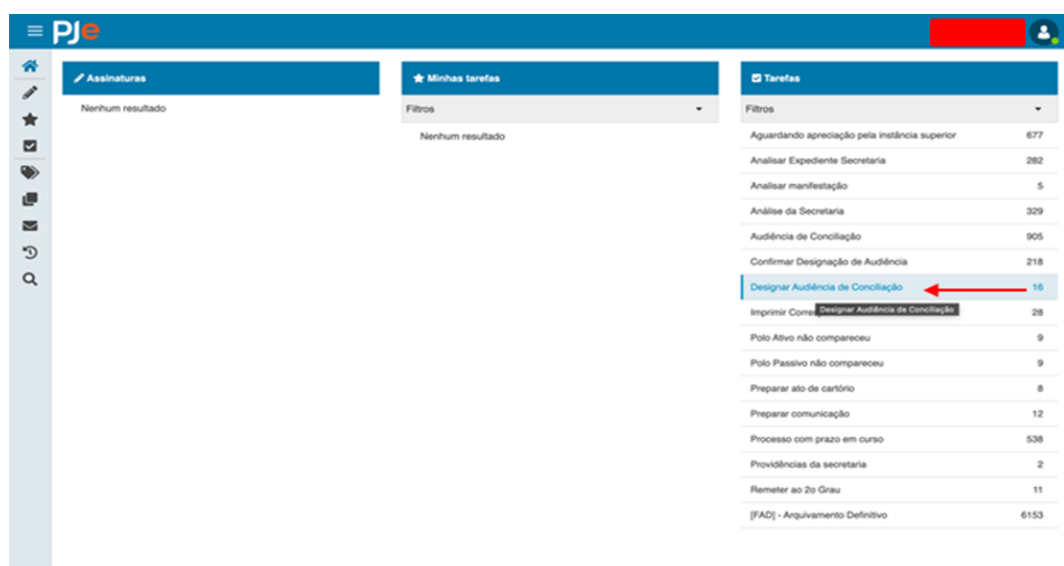 PJe
Assinaturas
Nenhum resultado
Minhas tarefas
Filtros
Nenhum resultado
Tarefas
Filtros
Aguardando apreciação pela instância superior 677
Analisar Expediente Secretaria 282
Analisar manifestação 5
Análise da Secretaria 329
Audiência de Conciliação 905
Confirmar Designação de Audiência 218
Designar Audiência de Conciliação 16
Imprimir Corres 28
Designar Audiência de Conciliação
Polo Ativo não compareceu 9
Polo Passivo não compareceu 9
Preparar ato de cartório 8
Preparar comunicação 12
Processo com prazo em curso 538
Providências da secretaria 2
Remeter ao 2o Grau 11
[FAD] - Arquivamento Definitivo 6153